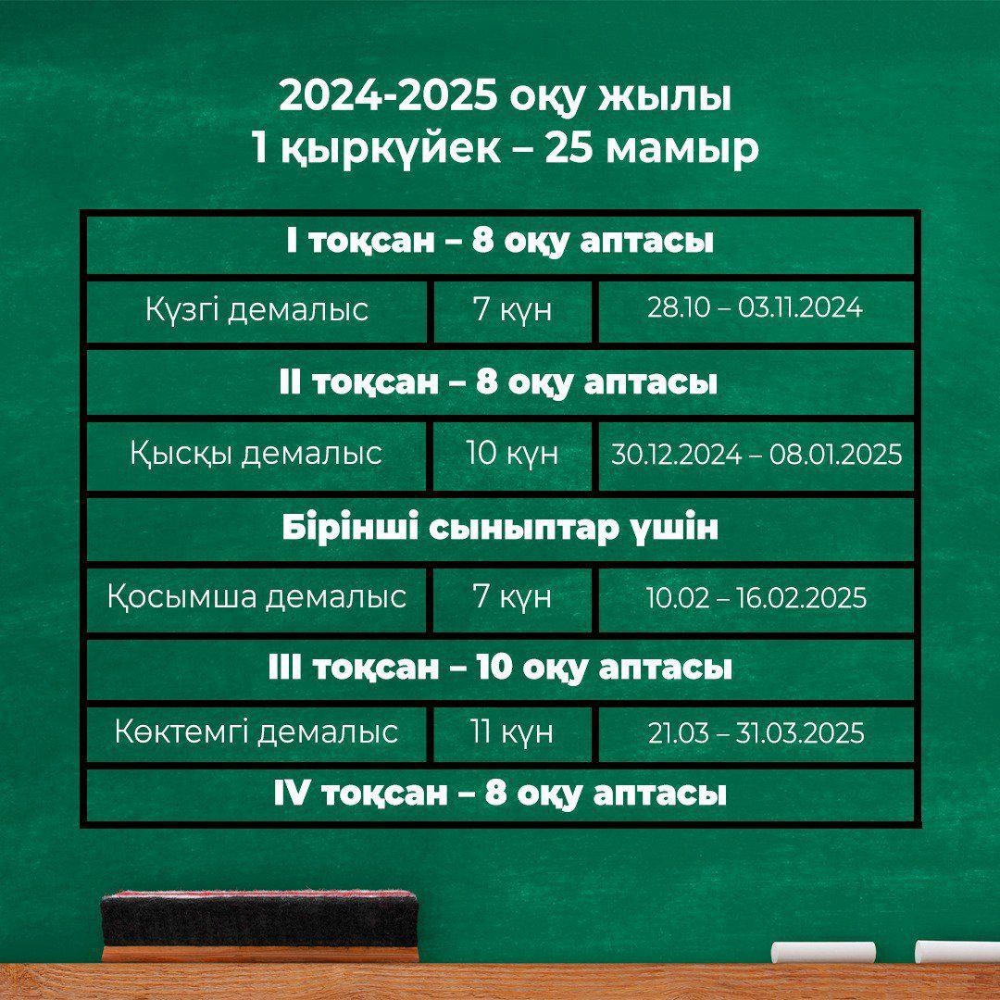 2024-2025 оқу жылы
1 қыркүйек – 25 мамыр
I тоқсан – 8 оқу аптасы
Күзгі демалыс 7 күн 28.10 – 03.11.2024
II тоқсан – 8 оқу аптасы
Қысқы демалыс 10 күн 30.12.2024 – 08.01.2025
Бірінші сыныптар үшін
Қосымша демалыс 7 күн 10.02 – 16.02.2025
III тоқсан – 10 оқу аптасы
Көктемгі демалыс 11 күн 21.03 – 31.03.2025
IV тоқсан – 8 оқу аптасы